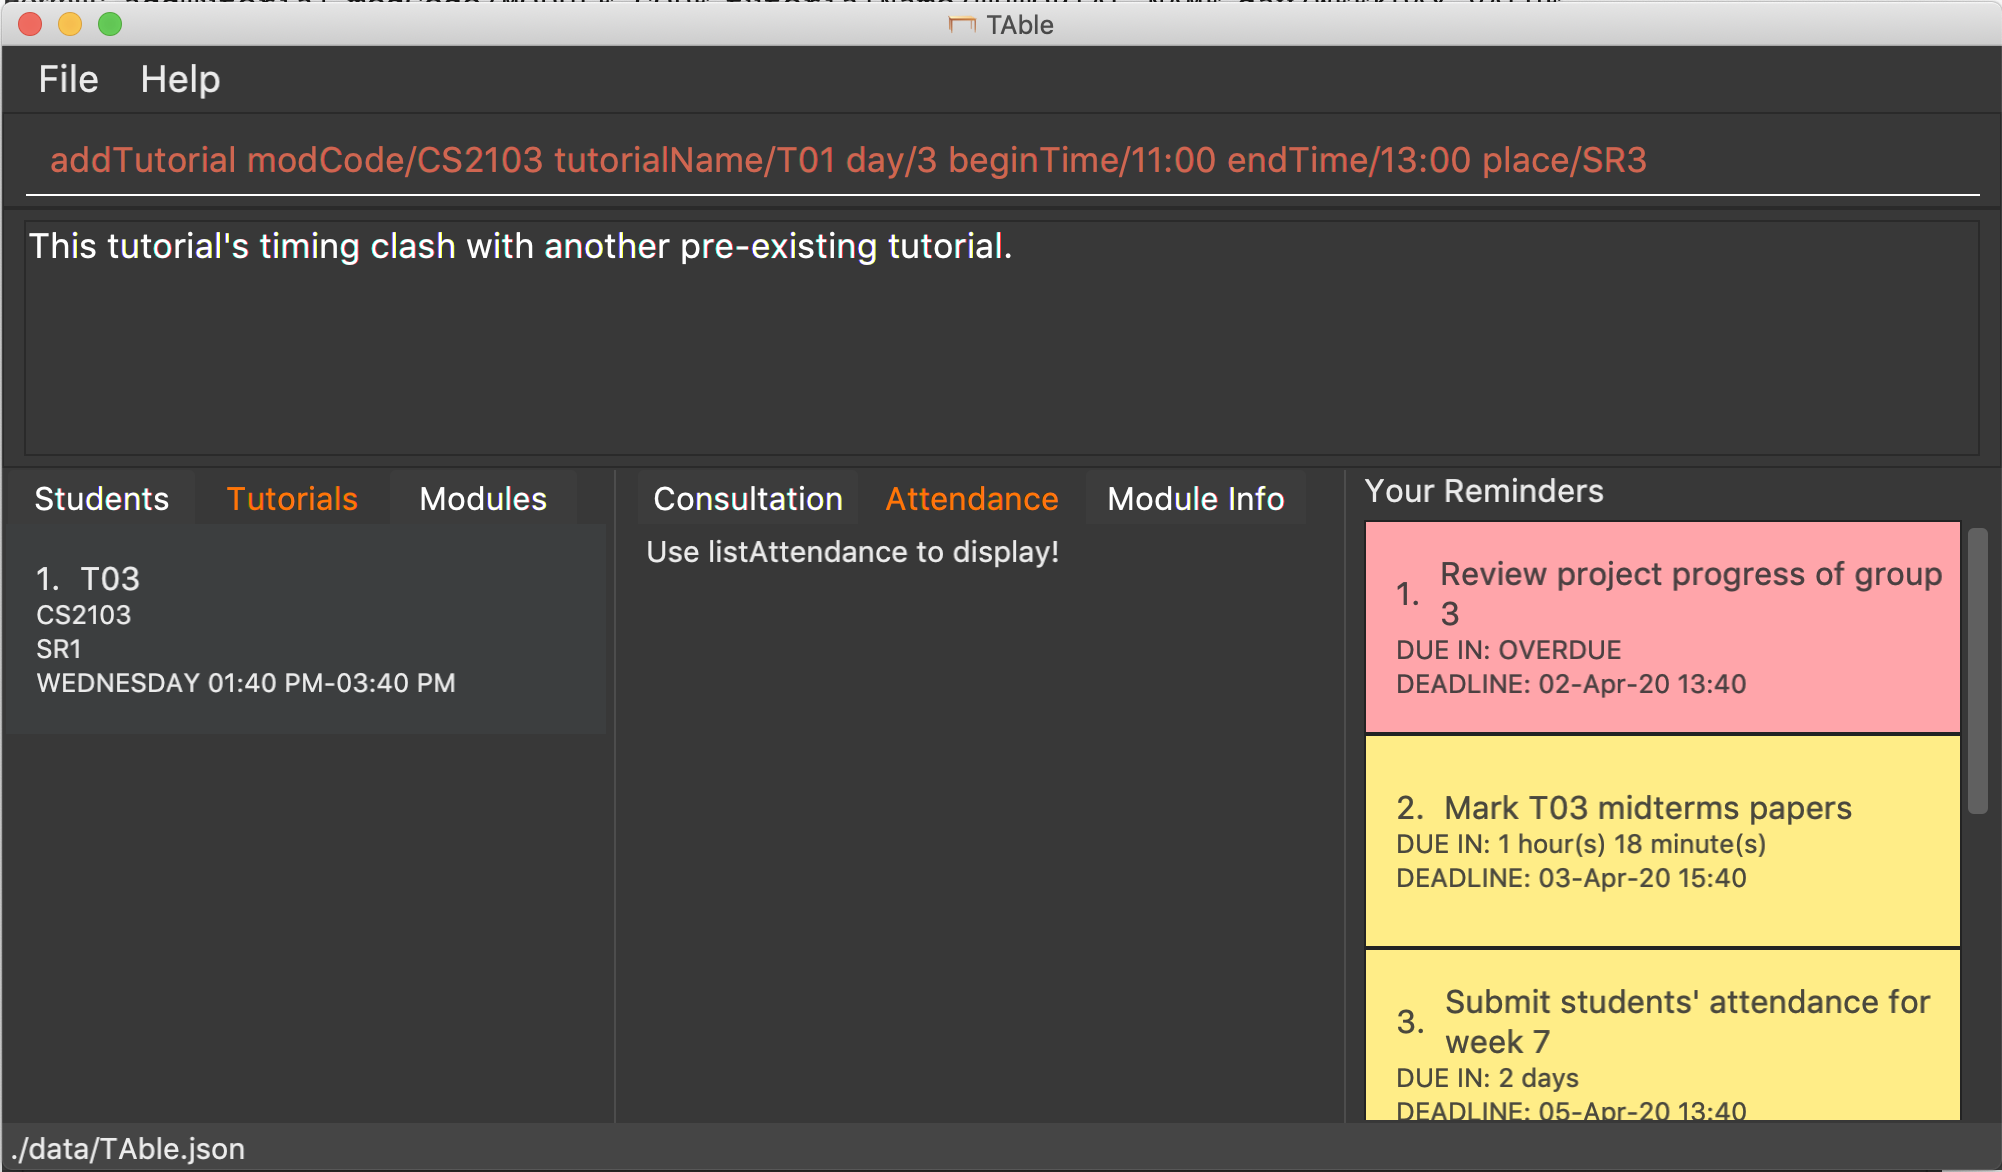 TAble
File Help
addTutorial modCode/CS2103 tutorialName/T01 day/3 beginTime/11:00 endTime/13:00 place/SR3
This tutorial's timing clash with another pre-existing tutorial.
Students Tutorials Modules
1. T03
CS2103
SR1
WEDNESDAY 01:40 PM-03:40 PM
Consultation Attendance Module Info
Use listAttendance to display!
Your Reminders
1. Review project progress of group
3
DUE IN: OVERDUE
DEADLINE: 02-Apr-20 13:40
2. Mark T03 midterms papers
DUE IN: 1 hour(s) 18 minute(s)
DEADLINE: 03-Apr-20 15:40
3. Submit students' attendance for
week 7
DUE IN: 2 days
DEADLINE: 05-Apr-20 13:40
./data/TAble.json